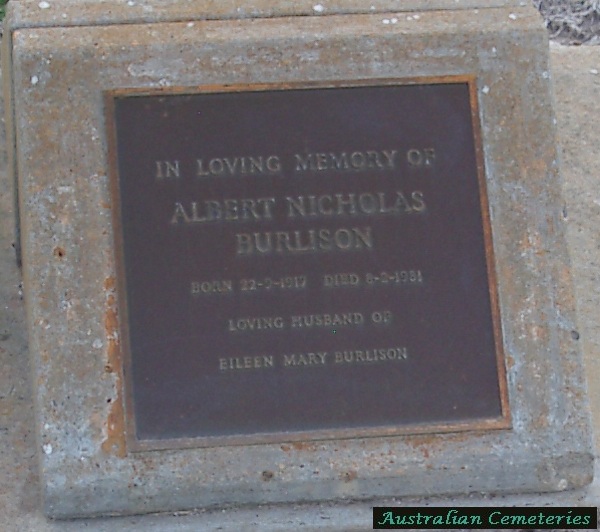 IN LOVING MEMORY OF
ALBERT NICHOLAS
BURLISON
BORN 22-9-1917 DIED 8-2-1981
LOVING HUSBAND OF
EILEEN MARY BURLISON
Australian Cemeteries